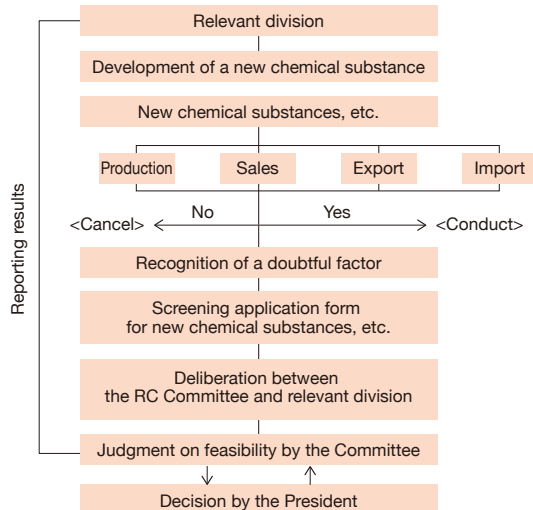 Relevant division
Development of a new chemical substance
New chemical substances, etc.
Production Sales Export Import
No Yes
<Cancel> <Conduct>
Recognition of a doubtful factor
Screening application form
for new chemical substances, etc.
Deliberation between
the RC Committee and relevant division
Judgment on feasibility by the Committee
Decision by the President
Reporting results